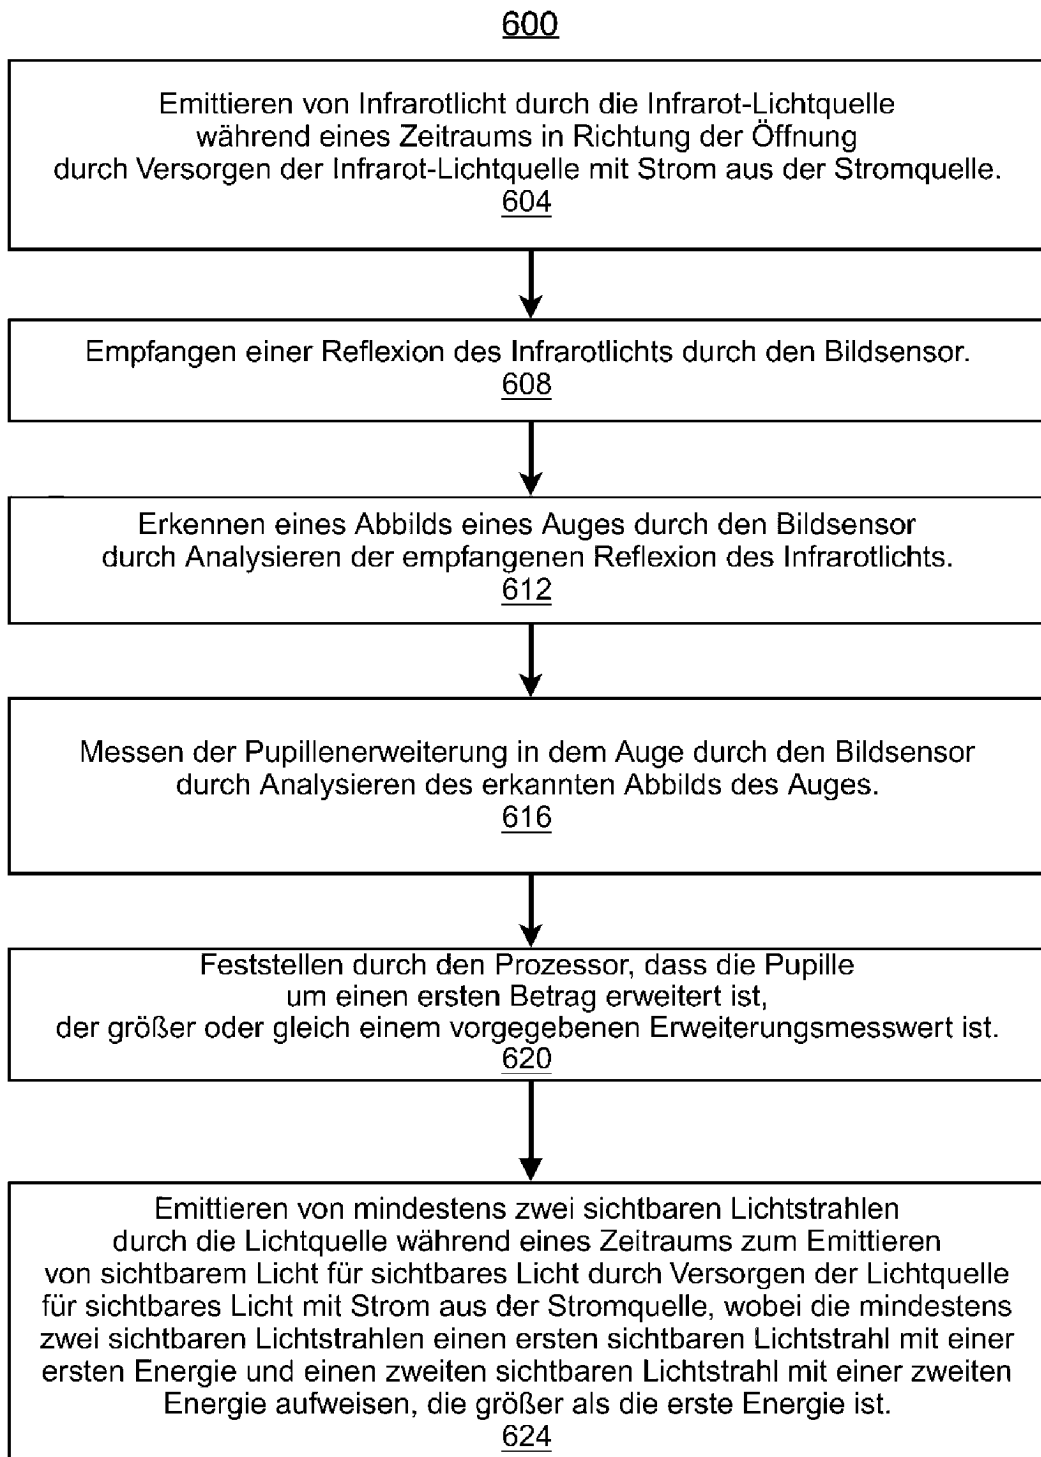 600
Emittieren von Infrarotlicht durch die Infrarot-Lichtquelle
während eines Zeitraums in Richtung der Öffnung
durch Versorgen der Infrarot-Lichtquelle mit Strom aus der Stromquelle.
604
Empfangen einer Reflexion des Infrarotlichts durch den Bildsensor.
608
Erkennen eines Abbilds eines Auges durch den Bildsensor
durch Analysieren der empfangenen Reflexion des Infrarotlichts.
612
Messen der Pupillenerweiterung in dem Auge durch den Bildsensor
durch Analysieren des erkannten Abbilds des Auges.
616
Feststellen durch den Prozessor, dass die Pupille
um einen ersten Betrag erweitert ist,
der größer oder gleich einem vorgegebenen Erweiterungsmesswert ist.
620
Emittieren von mindestens zwei sichtbaren Lichtstrahlen
durch die Lichtquelle während eines Zeitraums zum Emittieren
von sichtbarem Licht für sichtbares Licht durch Versorgen der Lichtquelle
für sichtbares Licht mit Strom aus der Stromquelle, wobei die mindestens
zwei sichtbaren Lichtstrahlen einen ersten sichtbaren Lichtstrahl mit einer
ersten Energie und einen zweiten sichtbaren Lichtstrahl mit einer zweiten
Energie aufweisen, die größer als die erste Energie ist.
624